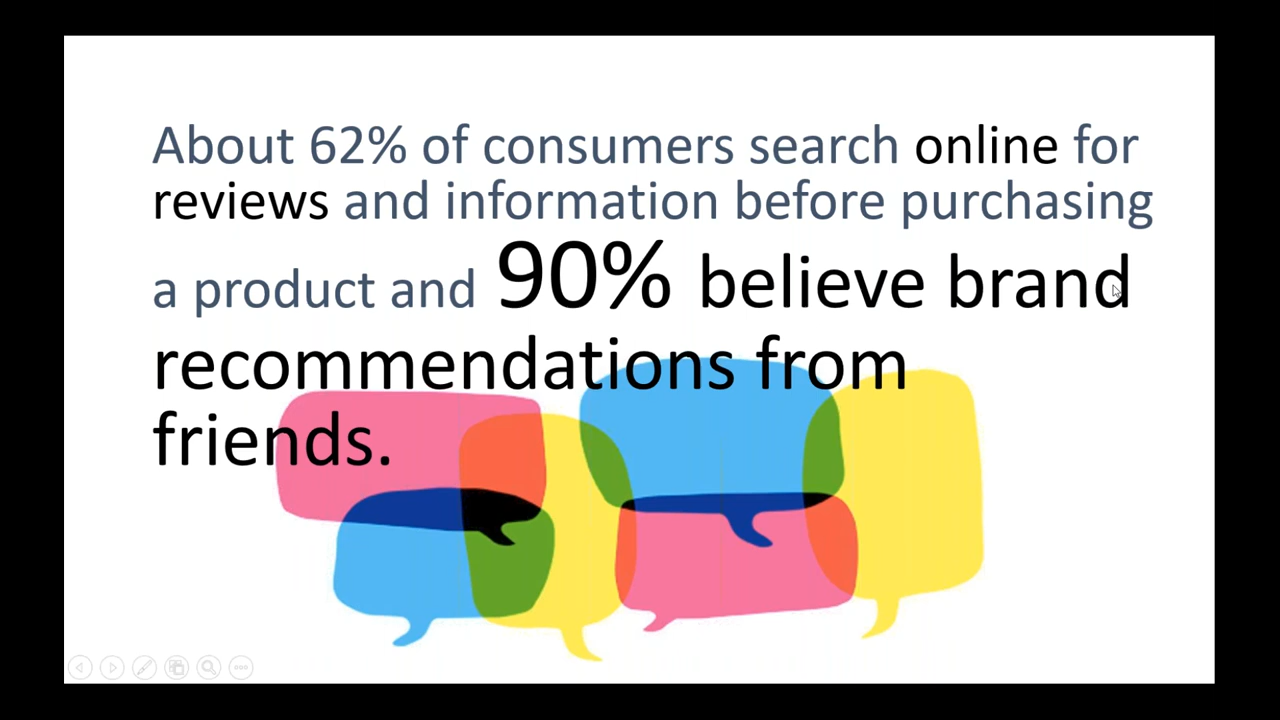 About 62% of consumers search online for
reviews and information before purchasing
a product and 90% believe brand
recommendations from
friends.